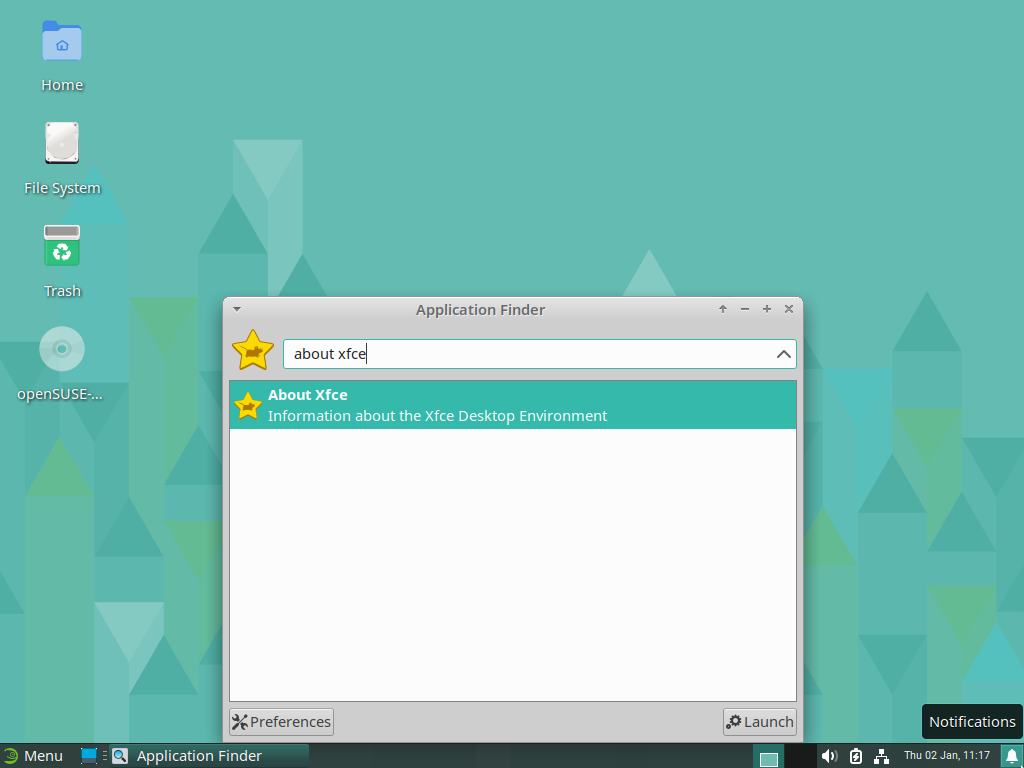 Home
File System
Trash
openSUSE-...
Application Finder
about xfce
About Xfce
Information about the Xfce Desktop Environment
Preferences
Launch
Notifications
Menu
Application Finder
Thu 02 Jan, 11:17